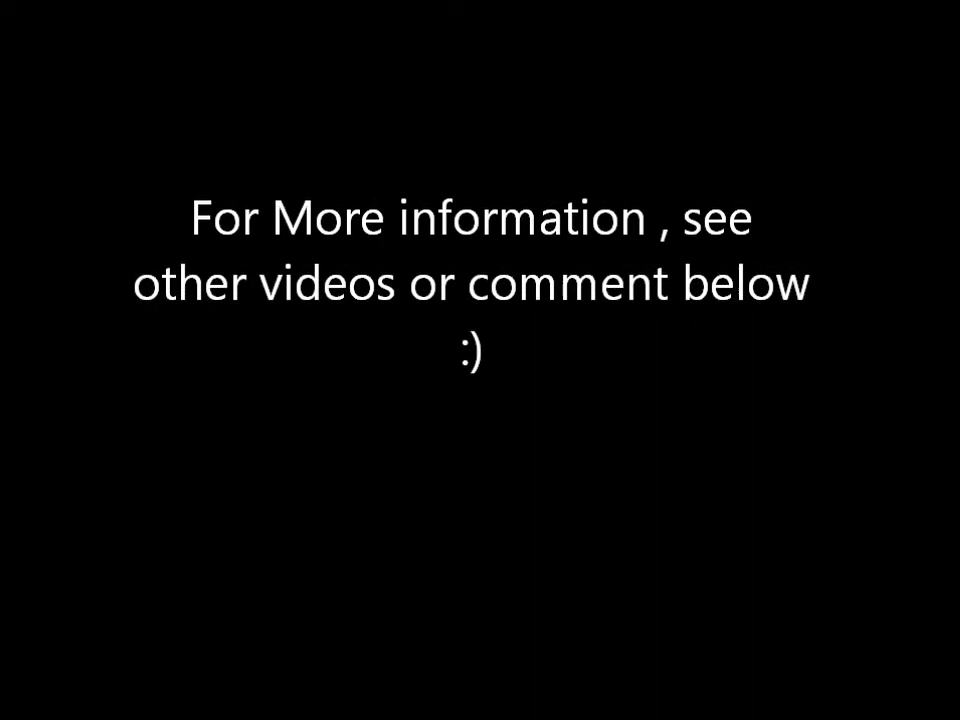 For More information , see
other videos or comment below
:)